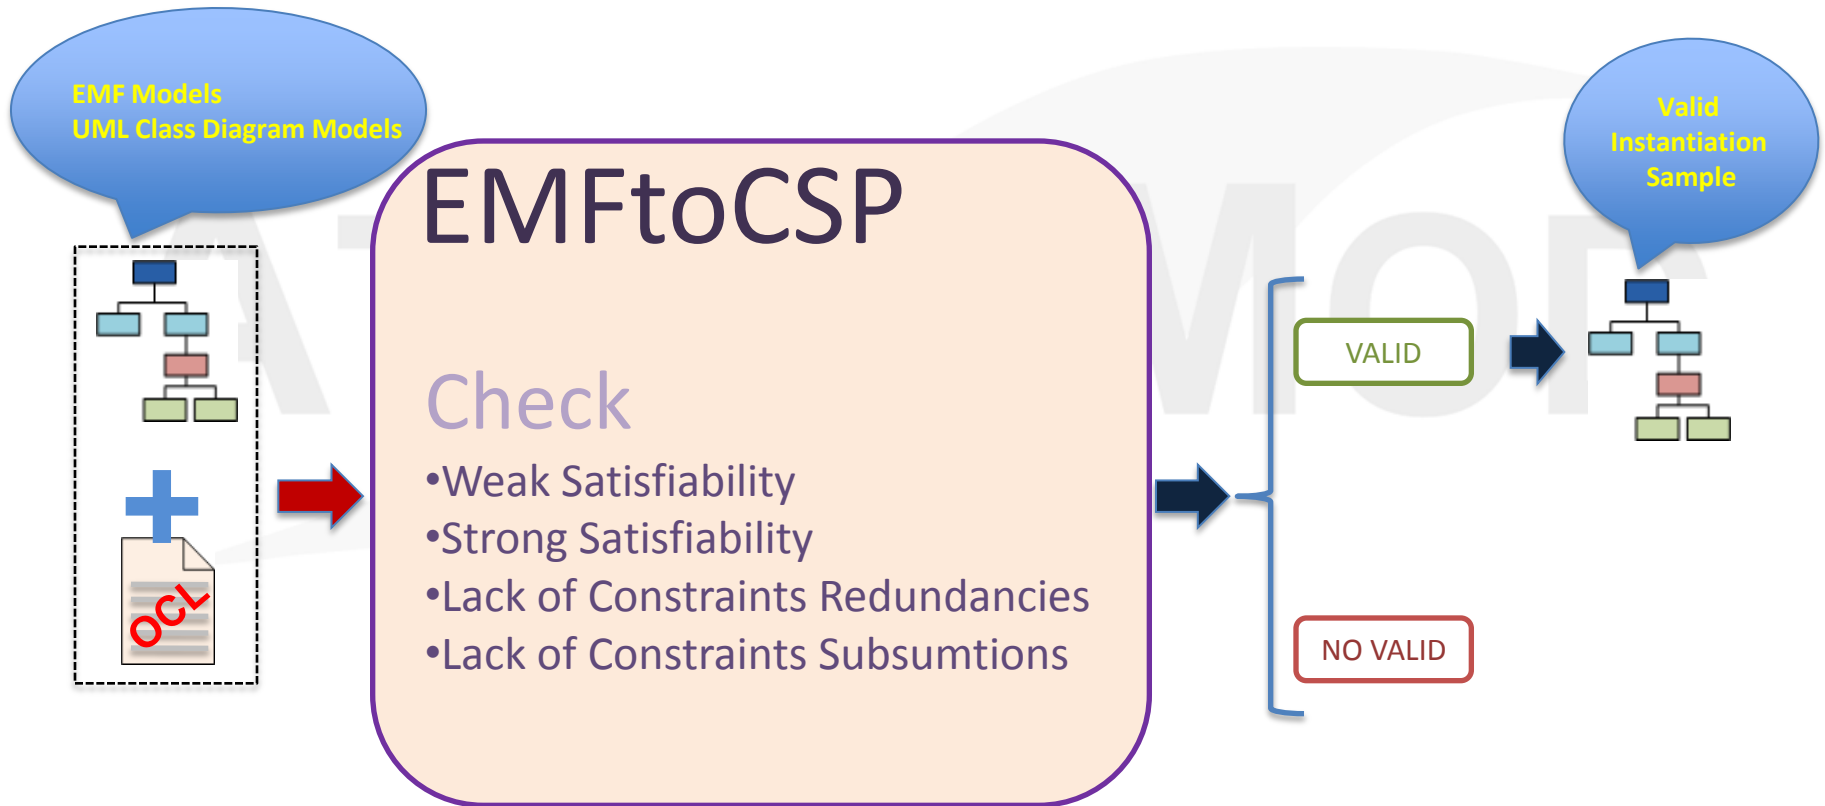 EMF Models
UML Class Diagram Models
OCL
EMFtoCSP
Check
•Weak Satisfiability
•Strong Satisfiability
•Lack of Constraints Redundancies
•Lack of Constraints Subsumtions
VALID
NO VALID
Valid
Instantiation
Sample